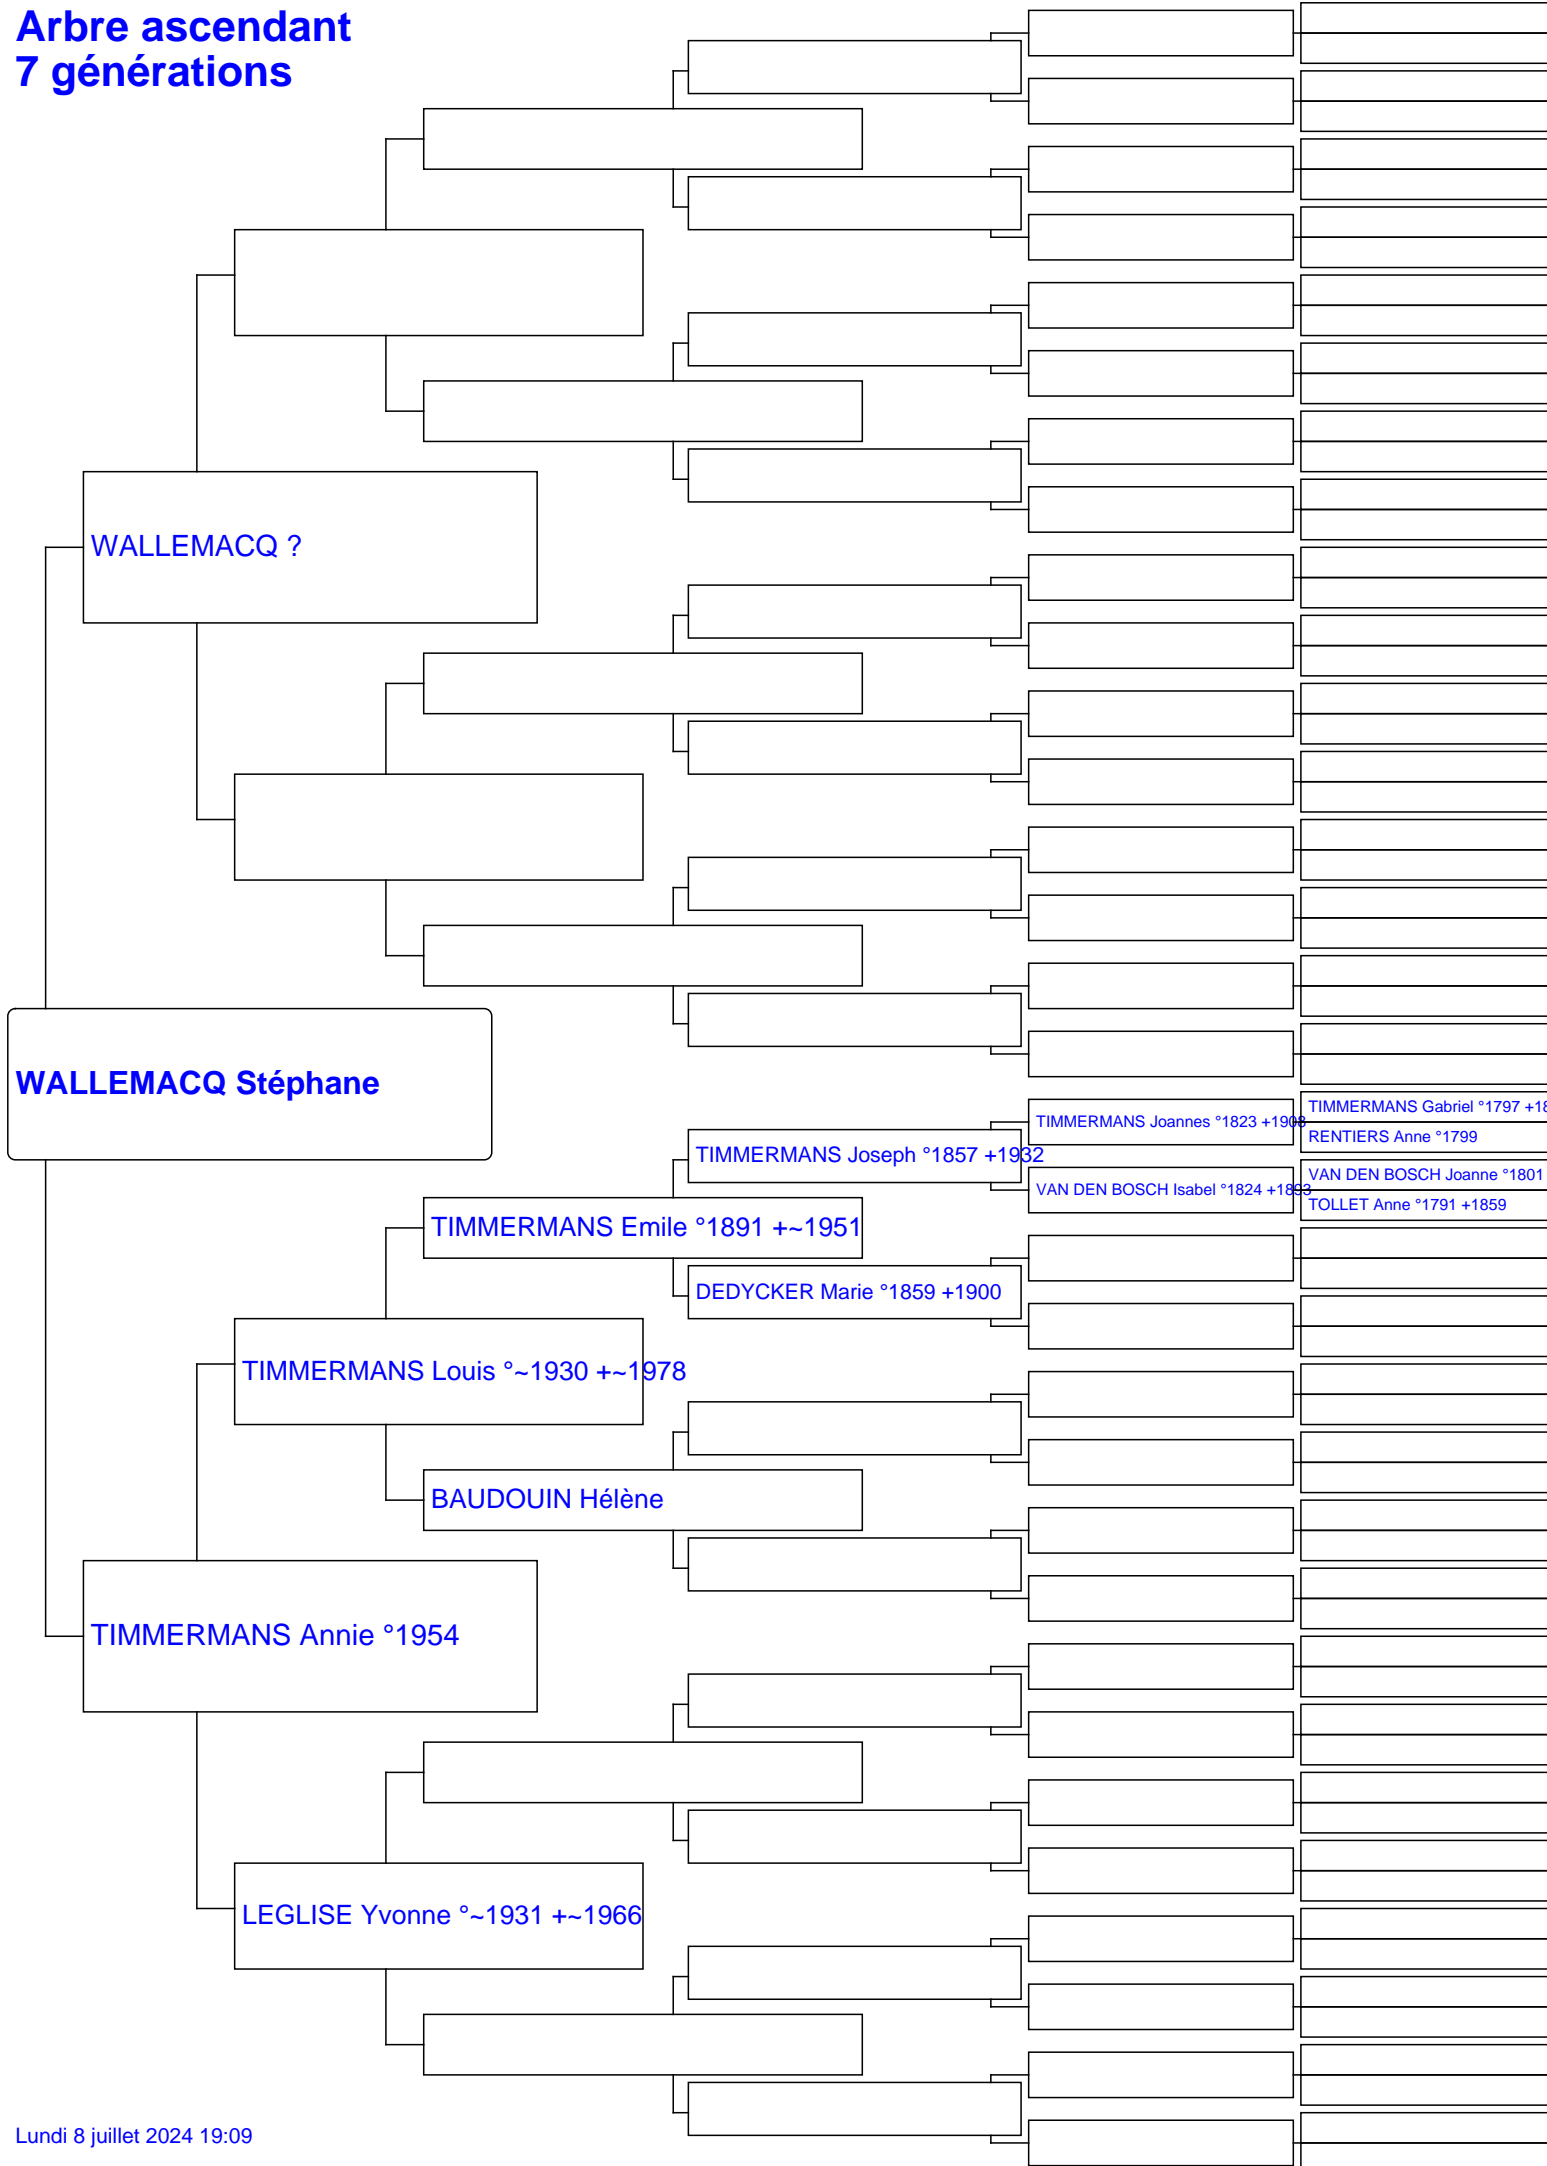 Arbre ascendant
7 générations
WALLEMACQ ?
WALLEMACQ Stéphane
TIMMERMANS Joannes °1823 +1908
TIMMERMANS Gabriel °1797 +18
RENTIERS Anne °1799
TIMMERMANS Joseph °1857 +1932
VAN DEN BOSCH Isabel °1824 +1893
VAN DEN BOSCH Joanne °1801
TOLLET Anne °1791 +1859
TIMMERMANS Emile °1891 +~1951
DEDYCKER Marie °1859 +1900
TIMMERMANS Louis °~1930 +~1978
BAUDOUIN Hélène
TIMMERMANS Annie °1954
LEGLISE Yvonne °~1931 +~1966
Lundi 8 juillet 2024 19:09